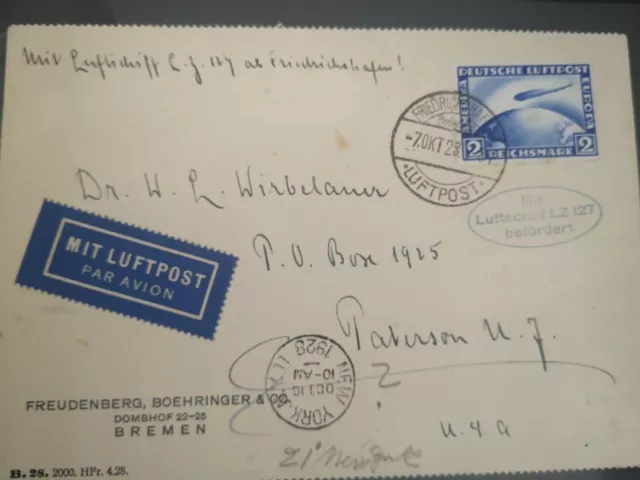 Mit Luftschiff L.Z. 127 ab Friedrichshafen!
DEUTSCHE LUFTPOST
AMERIKA
EUROPA
2 REICHSMARK 2
-7.OKT 28
*LUFTPOST*
Mit
Luftschiff LZ 127
befördert
Dr. W. L. Wirbelauer
MIT LUFTPOST
PAR AVION
P.O. Box 1925
Paterson N.J.
2
NEW YORK, N.Y.
OCT 16
10-AM
1928
FREUDENBERG, BOEHRINGER & CO.
DOMSHOF 22-25
BREMEN
U.S.A
B. 28. 2000. HFr. 4.28.